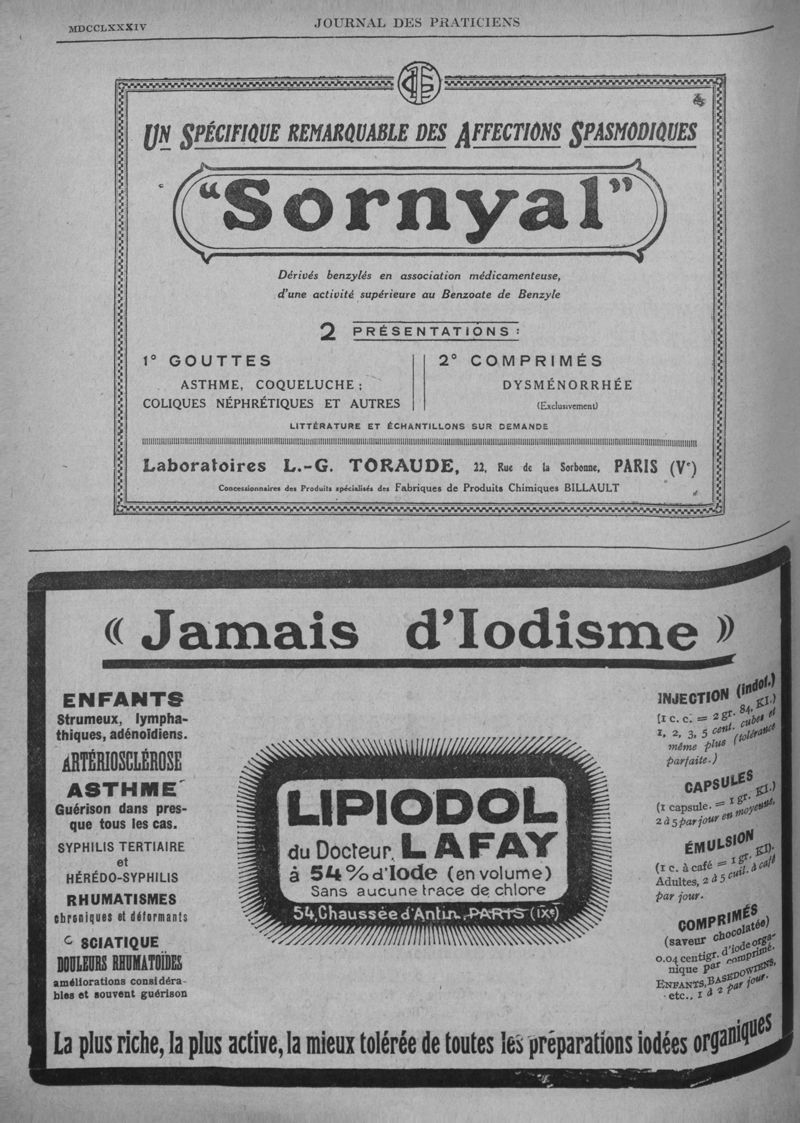 MDCCLXXXIV
JOURNAL DES PRATICIENS
UN SPÉCIFIQUE REMARQUABLE DES AFFECTIONS SPASMODIQUES
“Sornyal”
Dérivés benzylés en association médicamenteuse,
d'une activité supérieure au Benzoate de Benzyle
2 PRÉSENTATIONS :
1° GOUTTES
ASTHME, COQUELUCHE ;
COLIQUES NÉPHRÉTIQUES ET AUTRES
2° COMPRIMÉS
DYSMÉNORRHÉE
(Exclusivement)
LITTÉRATURE ET ÉCHANTILLONS SUR DEMANDE
Laboratoires L.-G. TORAUDE, 22, Rue de la Sorbonne, PARIS (Ve)
Concessionnaires des Produits spécialisés des Fabriques de Produits Chimiques BILLAULT
« Jamais d'Iodisme »
ENFANTS
Strumeux, lympha-
thiques, adénoïdiens.
ARTÉRIOSCLÉROSE
ASTHME
Guérison dans pres-
que tous les cas.
SYPHILIS TERTIAIRE
et
HÉRÉDO-SYPHILIS
RHUMATISMES
chroniques et déformants
SCIATIQUE
DOULEURS RHUMATOÏDES
améliorations considéra-
bles et souvent guérison
LIPIODOL
du Docteur, LAFAY
à 54 % d'Iode (en volume)
Sans aucune trace de chlore
54, Chaussée d'Antin, PARIS (IXe)
INJECTION (indol.)
(1 c. c. = 2 gr. 84, KI.)
1, 2, 3, 5 cent. cubes et
même plus (tolérance
parfaite.)
CAPSULES
(1 capsule. = 1 gr. KI.)
2 à 5 par jour en moyenne,
ÉMULSION
(1 c. à café = 1 gr. KI).
Adultes, 2 à 5 cuil. à café
par jour.
COMPRIMÉS
(saveur chocolatée)
0.04 centigr. d'iode orga-
nique par comprimé.
ENFANTS, BASEDOWIENS,
etc., 1 à 2 par jour.
La plus riche, la plus active, la mieux tolérée de toutes les préparations iodées organiques